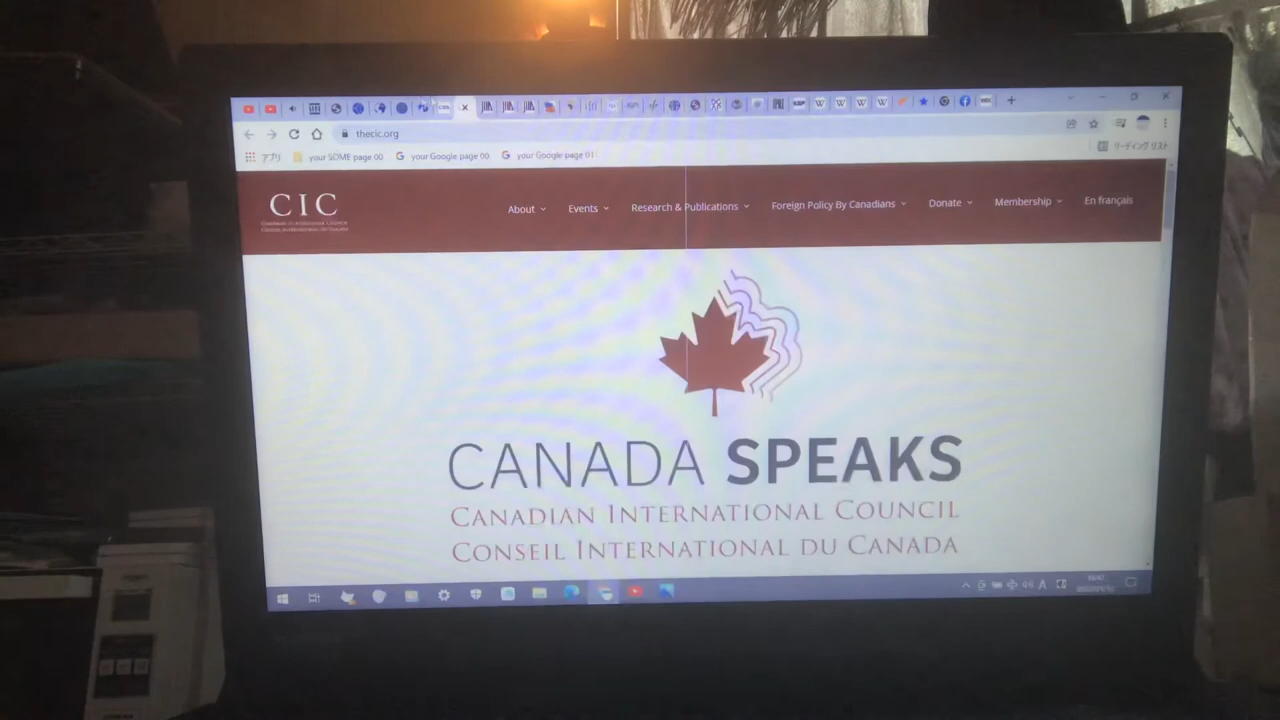 thecic.org
アプリ your SOME page 00 your Google page 00 your Google page 01
リーディング リスト
CIC
About Events Research & Publications Foreign Policy By Canadians Donate Membership En français
CANADA SPEAKS
CANADIAN INTERNATIONAL COUNCIL
CONSEIL INTERNATIONAL DU CANADA